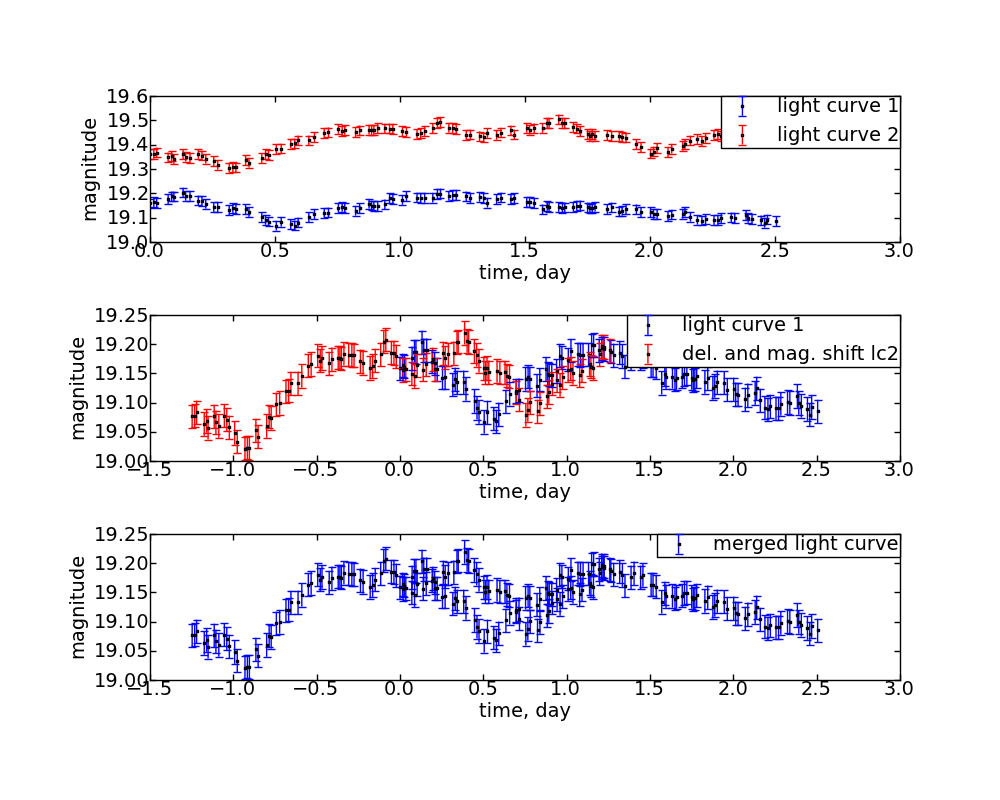 19.6
19.5
19.4
19.3
19.2
19.1
19.0
magnitude
light curve 1
light curve 2
0.0 0.5 1.0 1.5 2.0 2.5 3.0
time, day
19.25
19.20
19.15
19.10
19.05
19.00
magnitude
light curve 1
del. and mag. shift lc2
−1.5 −1.0 −0.5 0.0 0.5 1.0 1.5 2.0 2.5 3.0
time, day
19.25
19.20
19.15
19.10
19.05
19.00
magnitude
merged light curve
−1.5 −1.0 −0.5 0.0 0.5 1.0 1.5 2.0 2.5 3.0
time, day